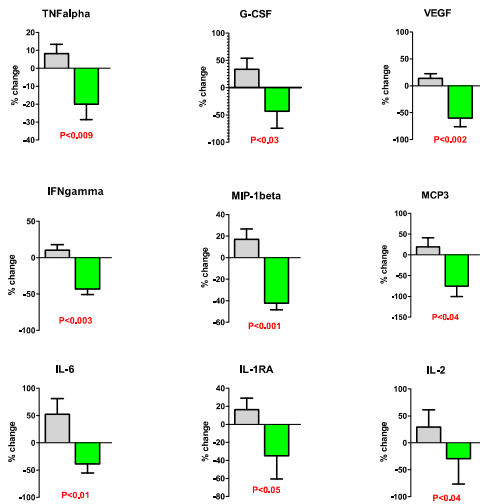 TNFalpha
% change
20
10
0
-10
-20
-30
-40
P<0.009
G-CSF
% change
100
50
0
-50
-100
P<0.03
VEGF
% change
100
50
0
-50
-100
P<0.002
IFNgamma
% change
50
0
-50
-100
P<0.003
MIP-1beta
% change
40
20
0
-20
-40
-60
P<0.001
MCP3
% change
100
50
0
-50
-100
-150
P<0.04
IL-6
% change
100
50
0
-50
-100
P<0.01
IL-1RA
% change
40
20
0
-20
-40
-60
-80
P<0.05
IL-2
% change
100
50
0
-50
-100
P<0.04